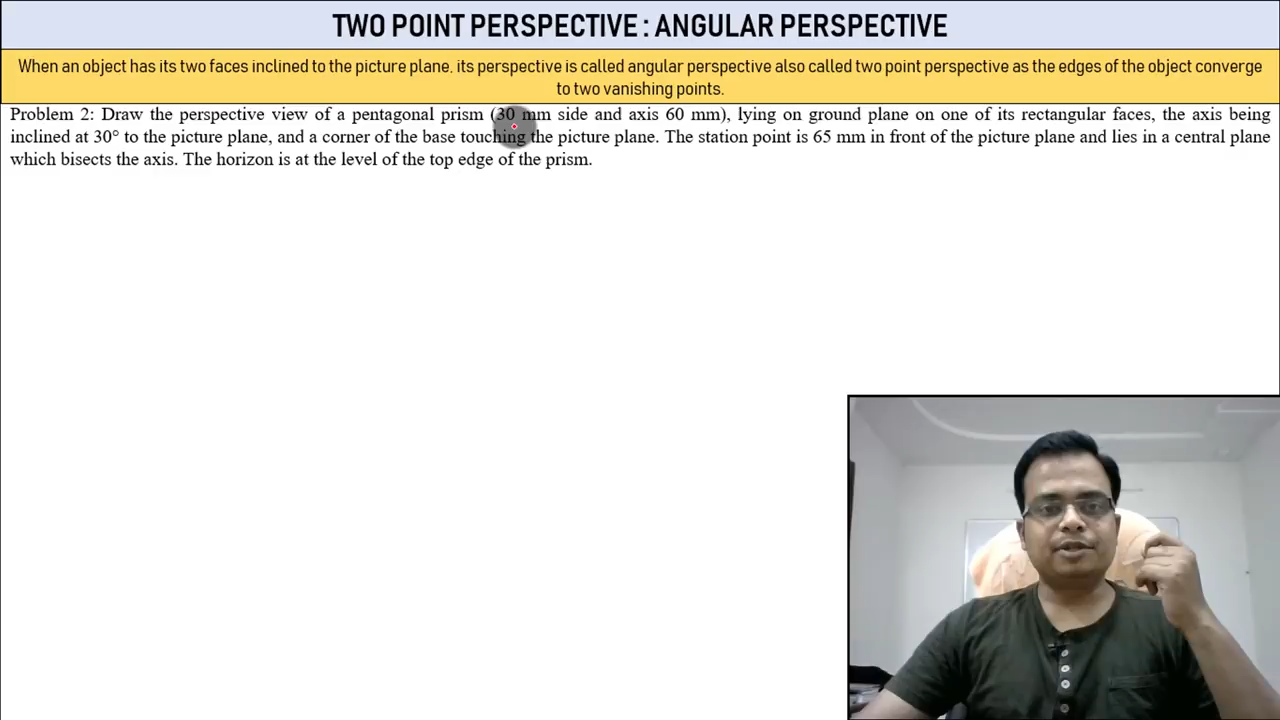 TWO POINT PERSPECTIVE : ANGULAR PERSPECTIVE
When an object has its two faces inclined to the picture plane. its perspective is called angular perspective also called two point perspective as the edges of the object converge
to two vanishing points.
Problem 2: Draw the perspective view of a pentagonal prism (30 mm side and axis 60 mm), lying on ground plane on one of its rectangular faces, the axis being
inclined at 30° to the picture plane, and a corner of the base touching the picture plane. The station point is 65 mm in front of the picture plane and lies in a central plane
which bisects the axis. The horizon is at the level of the top edge of the prism.